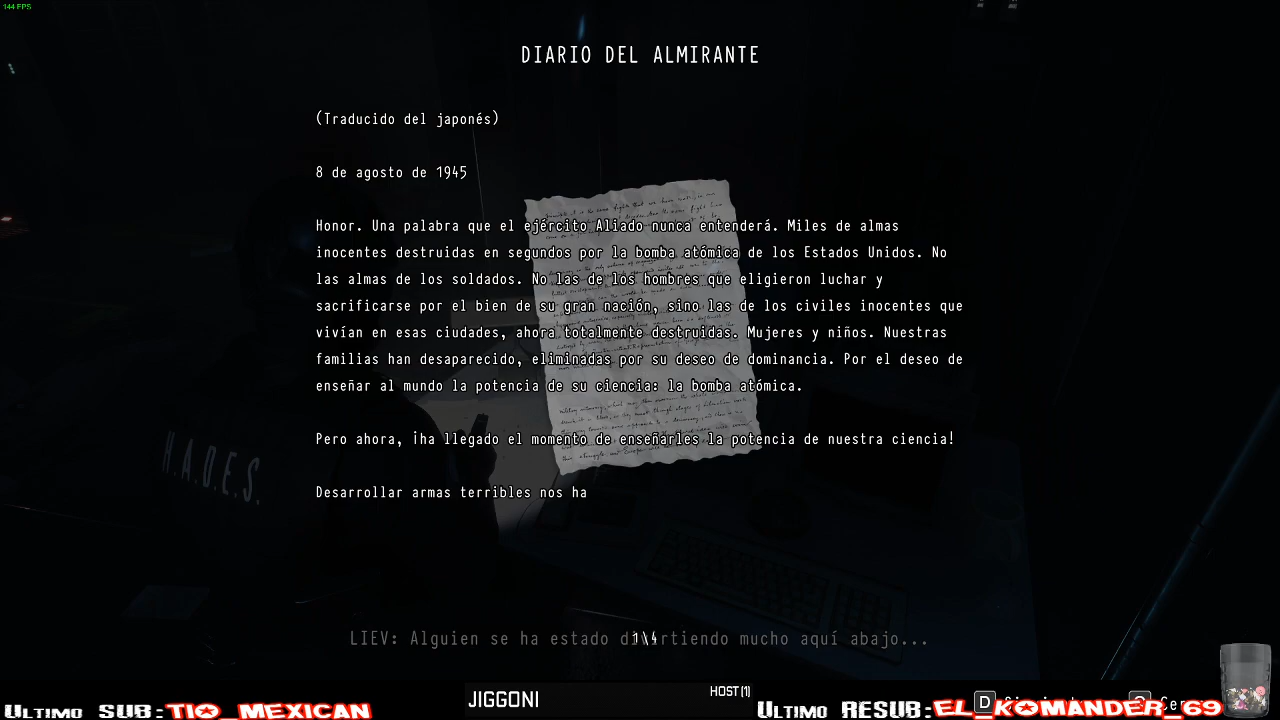 144 FPS
DIARIO DEL ALMIRANTE
(Traducido del japonés)
8 de agosto de 1945
Honor. Una palabra que el ejército Aliado nunca entenderá. Miles de almas
inocentes destruidas en segundos por la bomba atómica de los Estados Unidos. No
las almas de los soldados. No las de los hombres que eligieron luchar y
sacrificarse por el bien de su gran nación, sino las de los civiles inocentes que
vivían en esas ciudades, ahora totalmente destruidas. Mujeres y niños. Nuestras
familias han desaparecido, eliminadas por su deseo de dominancia. Por el deseo de
enseñar al mundo la potencia de su ciencia: la bomba atómica.
Pero ahora, ¡ha llegado el momento de enseñarles la potencia de nuestra ciencia!
H.A.D.E.S.
Desarrollar armas terribles nos ha
LIEV: Alguien se ha estado divirtiendo mucho aquí abajo...
1\4
JIGGONI
HOST(1)
D
ULTIMO SUB:TIO_MEXICAN
ULTIMO RESUB:EL_KOMANDER_69